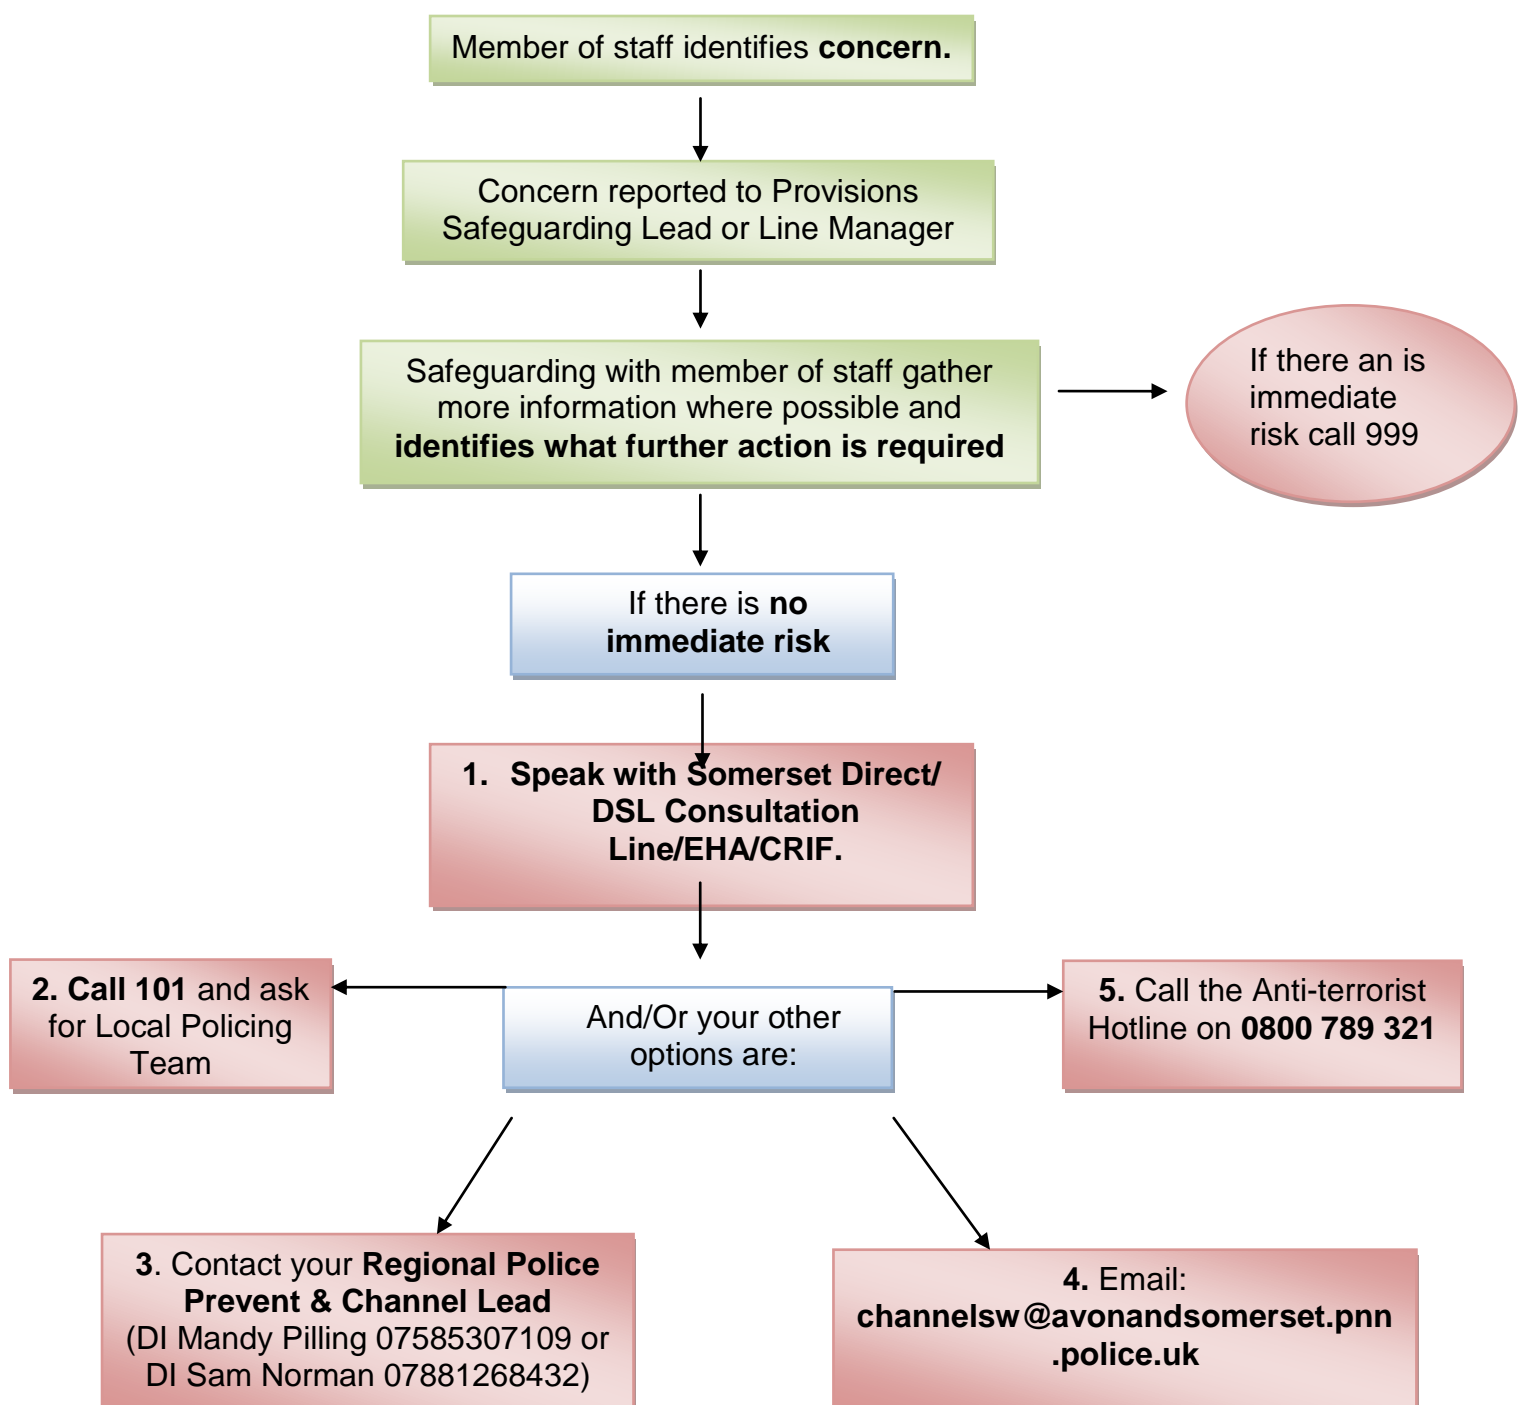 Member of staff identifies concern.
Concern reported to Provisions
Safeguarding Lead or Line Manager
Safeguarding with member of staff gather
more information where possible and
identifies what further action is required
If there an is
immediate
risk call 999
If there is no
immediate risk
1. Speak with Somerset Direct/
DSL Consultation
Line/EHA/CRIF.
2. Call 101 and ask
for Local Policing
Team
And/Or your other
options are:
5. Call the Anti-terrorist
Hotline on 0800 789 321
3. Contact your Regional Police
Prevent & Channel Lead
(DI Mandy Pilling 07585307109 or
DI Sam Norman 07881268432)
4. Email:
channelsw@avonandsomerset.pnn
.police.uk